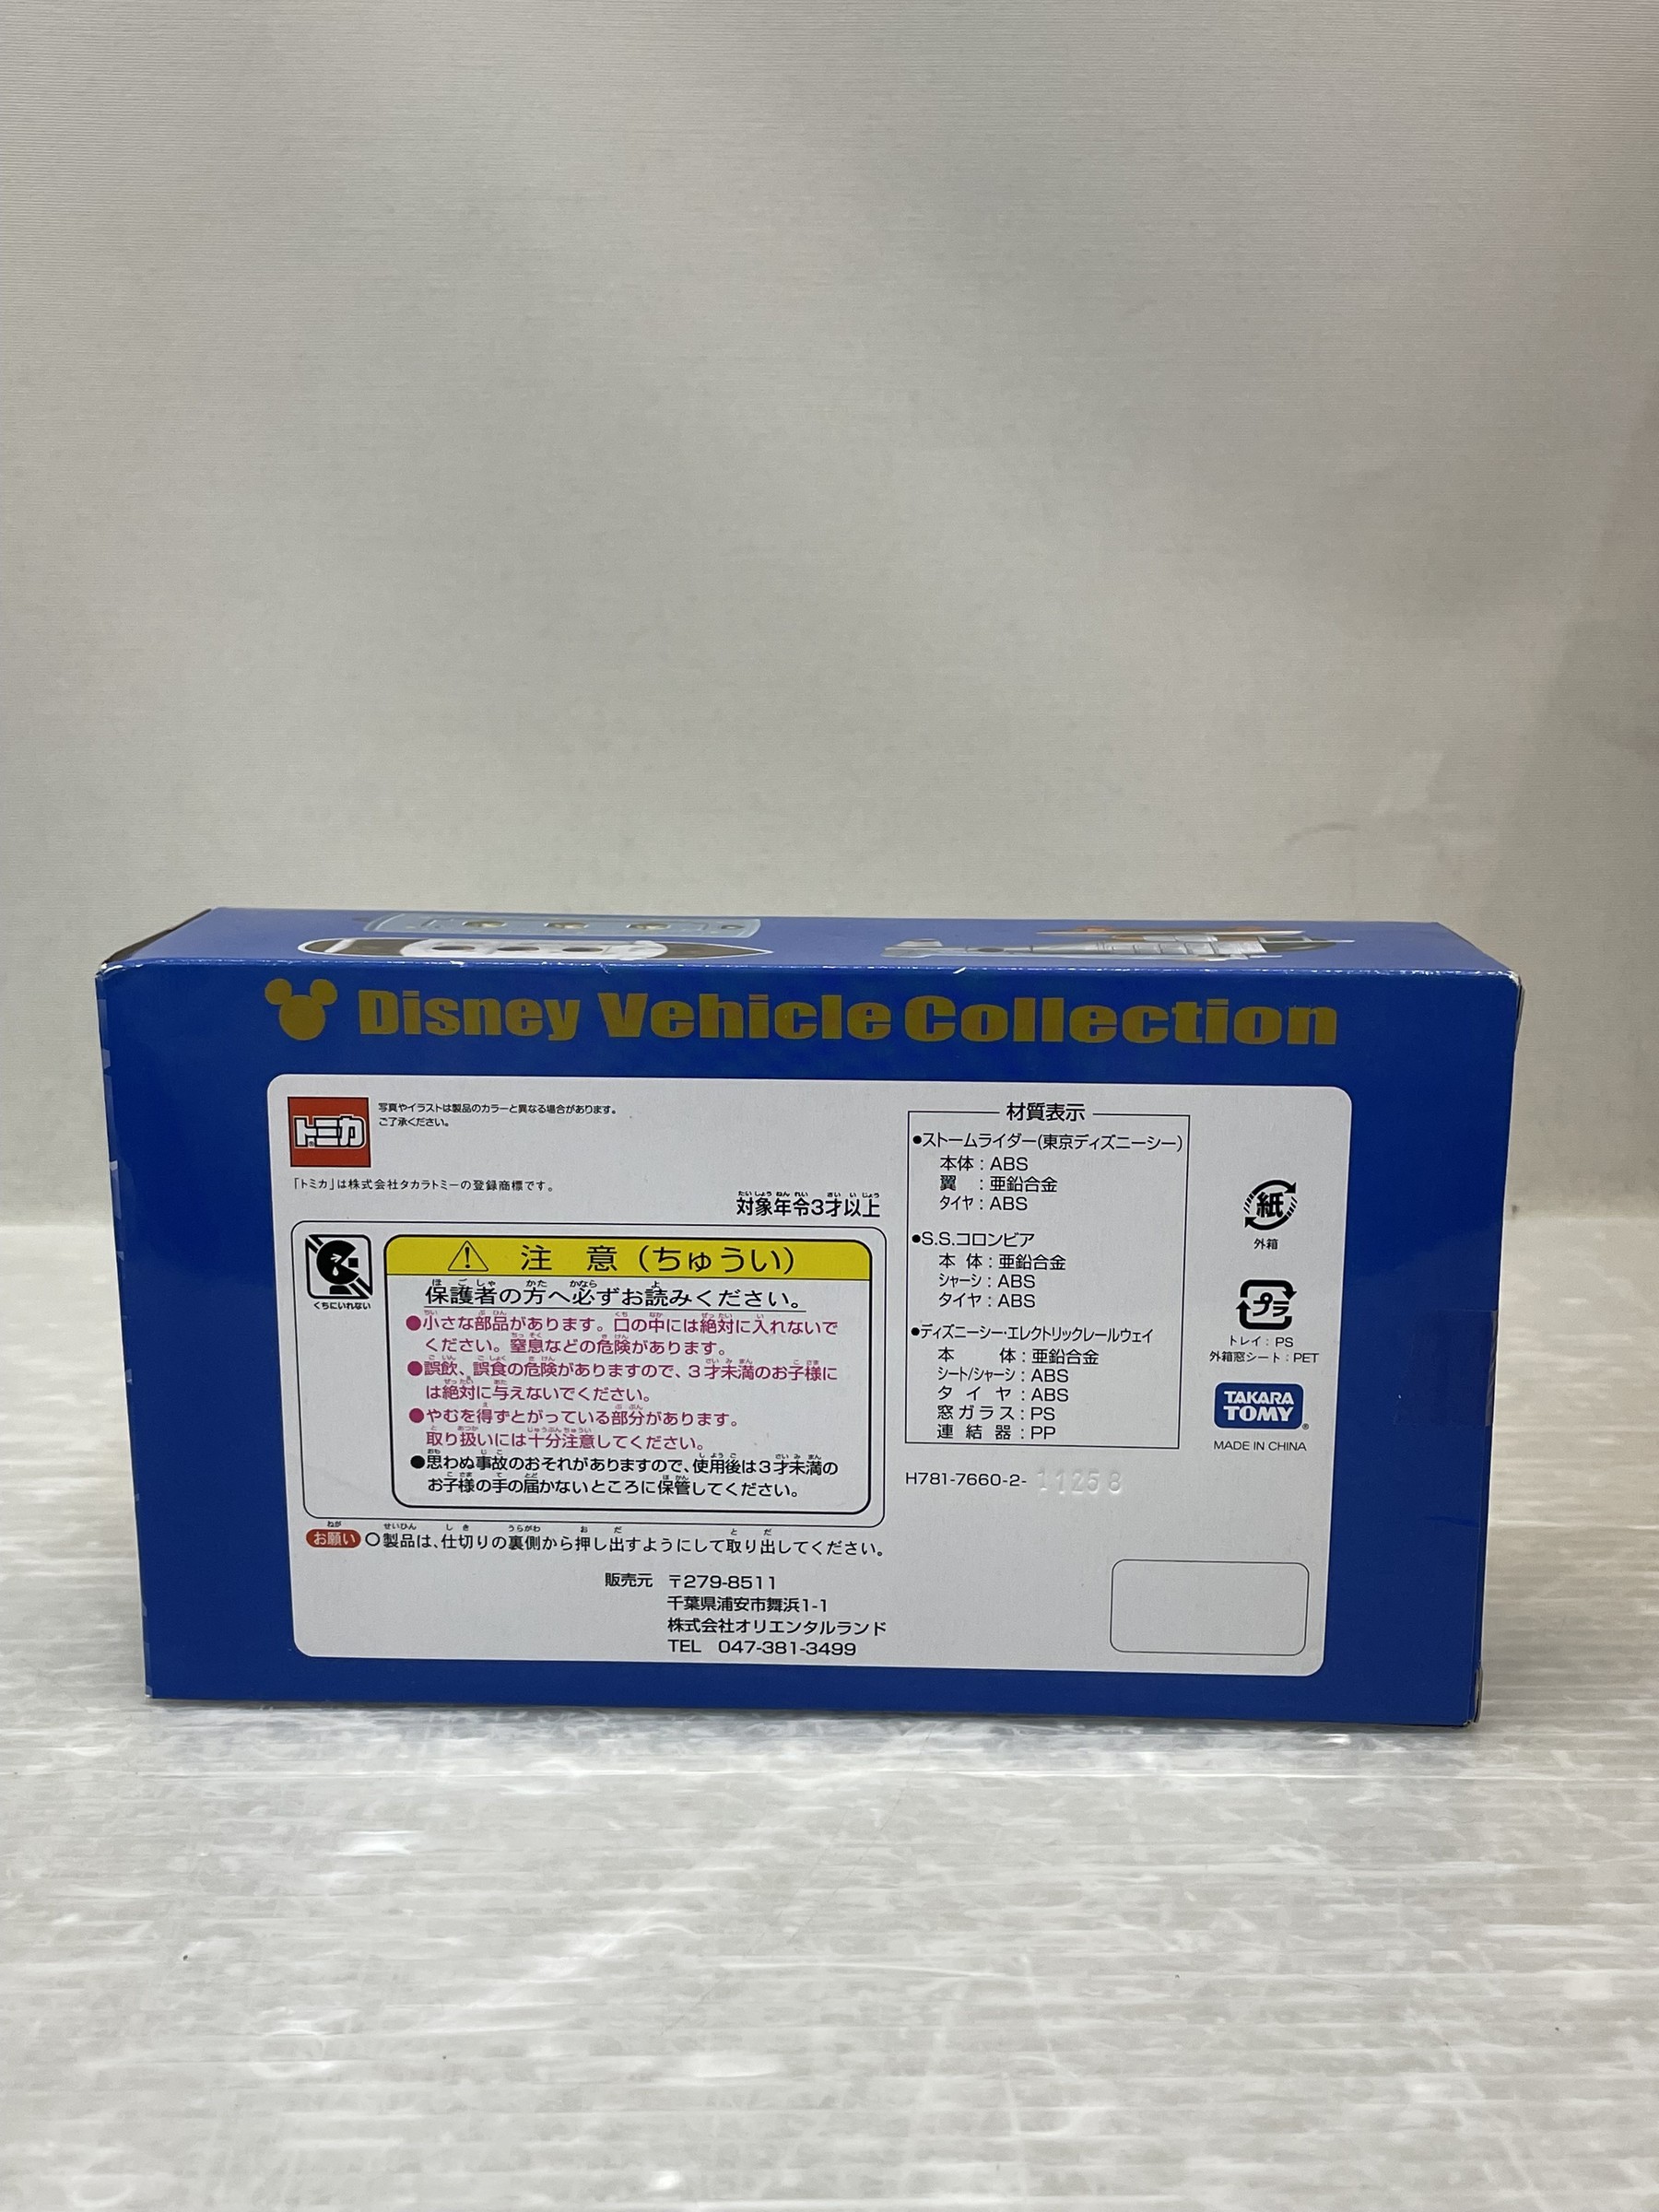 Disney Vehicle Collection
トミカ
写真やイラストは製品のカラーと異なる場合があります。
ご了承ください。
「トミカ」は株式会社タカラトミーの登録商標です。
対象年令3才以上
くちにいれない
注 意（ちゅうい）
保護者の方へ必ずお読みください。
●小さな部品があります。口の中には絶対に入れないで
ください。窒息などの危険があります。
●誤飲、誤食の危険がありますので、3才未満のお子様に
は絶対に与えないでください。
●やむを得ずとがっている部分があります。
取り扱いには十分注意してください。
●思わぬ事故のおそれがありますので、使用後は3才未満の
お子様の手の届かないところに保管してください。
お願い ○製品は、仕切りの裏側から押し出すようにして取り出してください。
販売元 〒279-8511
千葉県浦安市舞浜1-1
株式会社オリエンタルランド
TEL 047-381-3499
材質表示
●ストームライダー(東京ディズニーシー)
本体：ABS
翼 ：亜鉛合金
タイヤ：ABS
●S.S.コロンビア
本 体：亜鉛合金
シャーシ：ABS
タイヤ：ABS
●ディズニーシー・エレクトリックレールウェイ
本 体：亜鉛合金
シート/シャーシ：ABS
タ イ ヤ：ABS
窓ガラス：PS
連 結 器：PP
H781-7660-2-11258
紙
外箱
プラ
トレイ：PS
外箱窓シート：PET
TAKARA
TOMY®
MADE IN CHINA